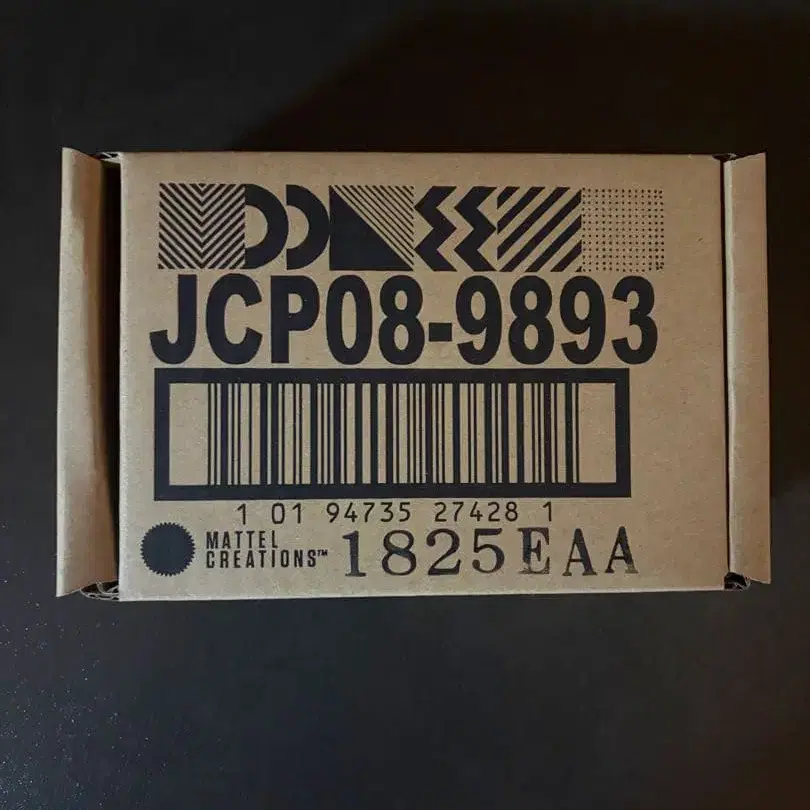 JCP08-9893
1 01 94735 27428 1
MATTEL
CREATIONS™
1825EAA